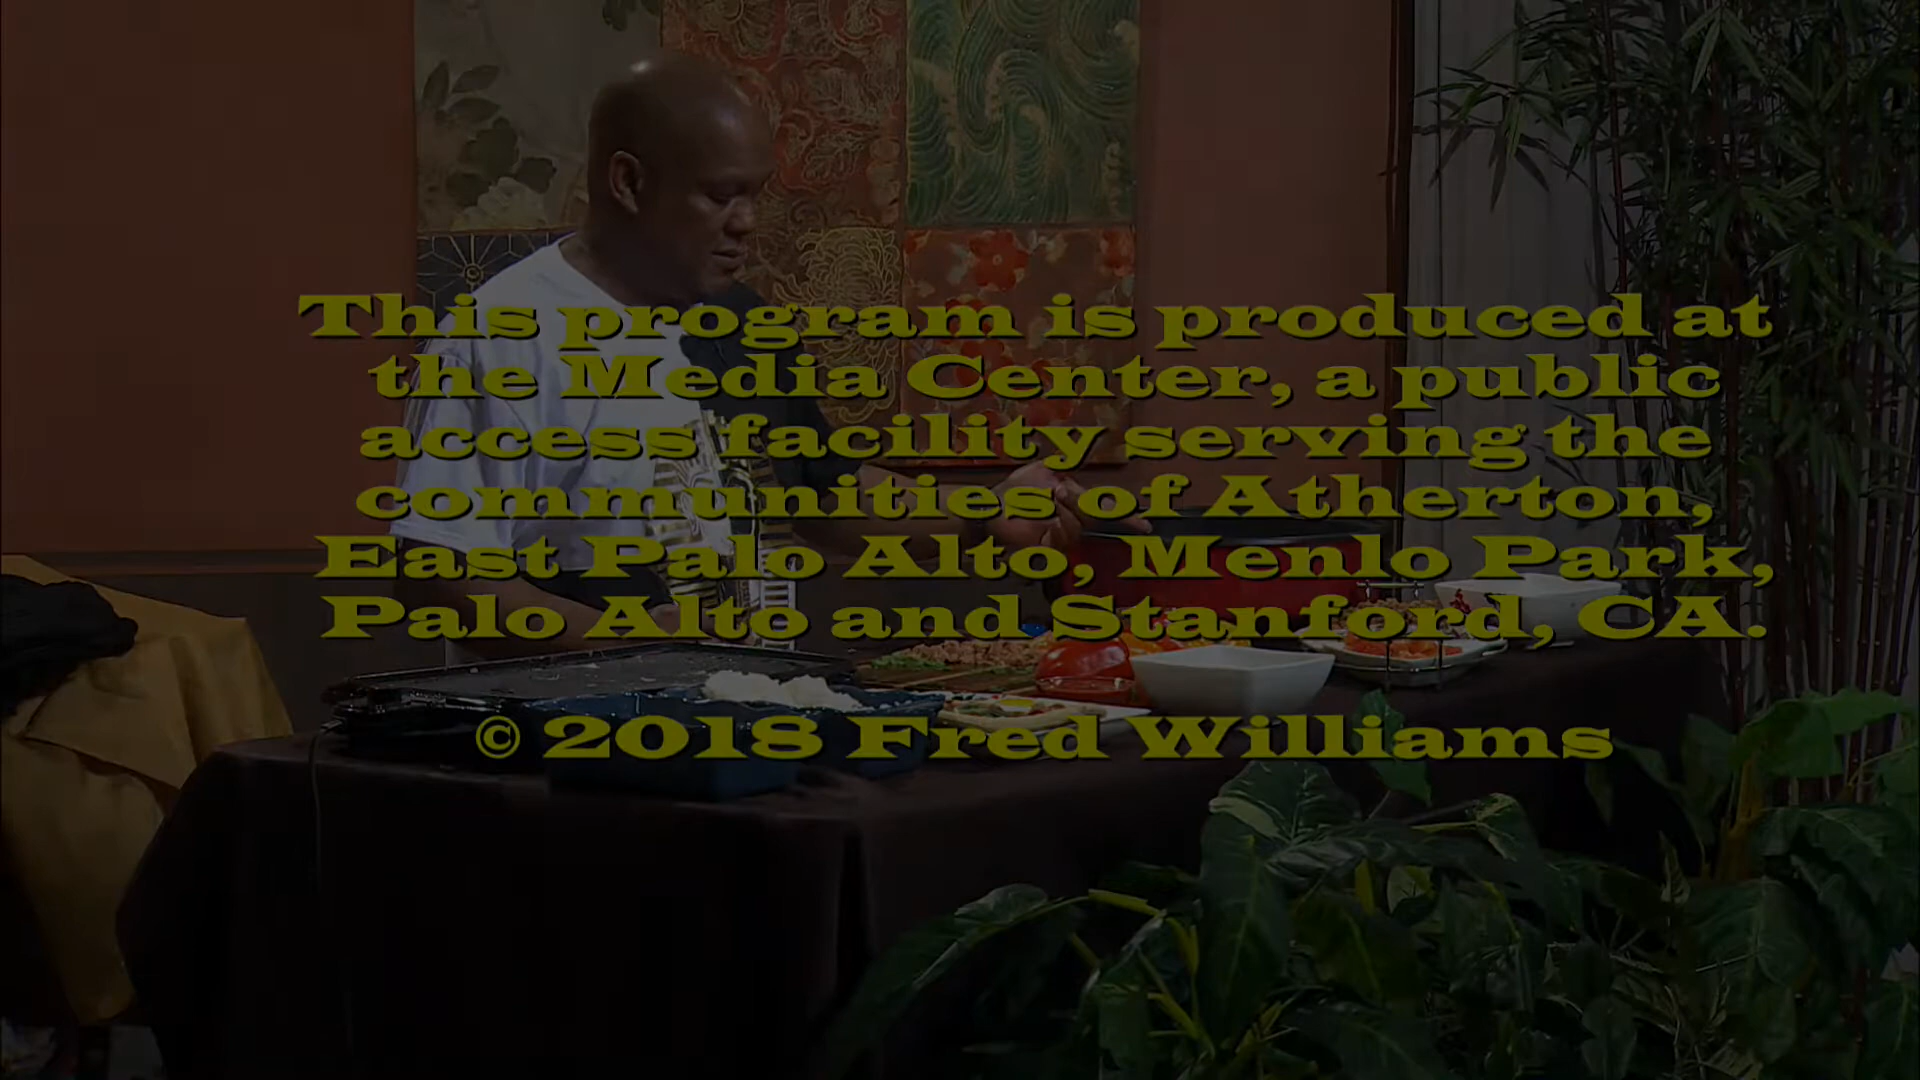 This program is produced at
the Media Center, a public
access facility serving the
communities of Atherton,
East Palo Alto, Menlo Park,
Palo Alto and Stanford, CA.
© 2018 Fred Williams